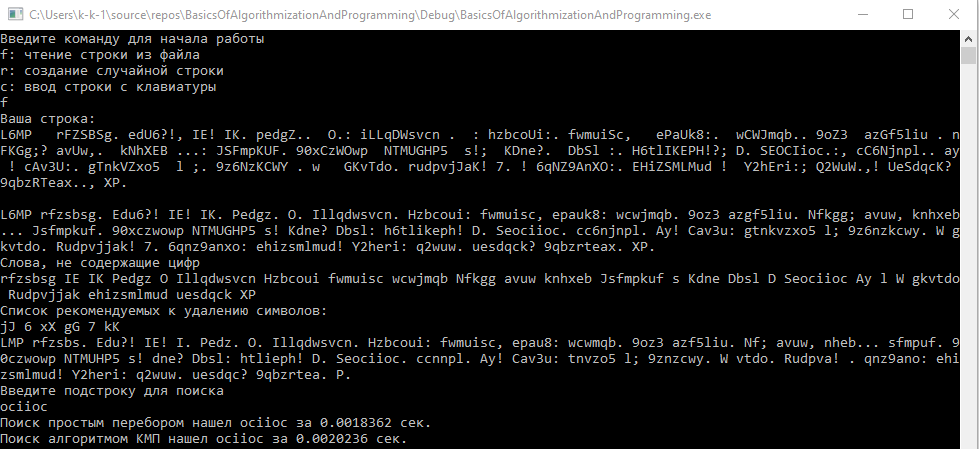 C:\Users\k-k-1\source\repos\BasicsOfAlgorithmizationAndProgramming\Debug\BasicsOfAlgorithmizationAndProgramming.exe
Введите команду для начала работы
f: чтение строки из файла
r: создание случайной строки
c: ввод строки с клавиатуры
f
Ваша строка:
L6MP   rFZSBSg. edU6?!, IE! IK. pedgZ..  O.: iLLqDWsvcn .  : hzbcoUi:. fwmuiSc,   ePaUk8:.  wCWJmqb.. 9oZ3  azGf5liu . n
FKGg;? avUw,.  kNhXEB ...: JSFmpKUF. 90xCzWOwp  NTMUGHP5  s!;  KDne?.  DbSl :. H6tlIKEPH!?; D. SEOCIioc.:, cC6Njnpl.. ay
 ! cAv3U:. gTnkVZxo5  l ;. 9z6NzKCWY . w   GKvTdo. rudpvjJaK! 7. ! 6qNZ9AnXO:. EHiZSMLMud !  Y2hEri:; Q2WuW.,! UeSdqcK?
9qbzRTeax.., XP.
L6MP rfzsbsg. Edu6?! IE! IK. Pedgz. O. Illqdwsvcn. Hzbcoui: fwmuisc, epauk8: wcwjmqb. 9oz3 azgf5liu. Nfkgg; avuw, knhxeb
... Jsfmpkuf. 90xczwowp NTMUGHP5 s! Kdne? Dbsl: h6tlikeph! D. Seociioc. cc6njnpl. Ay! Cav3u: gtnkvzxo5 l; 9z6nzkcwy. W g
kvtdo. Rudpvjjak! 7. 6qnz9anxo: ehizsmlmud! Y2heri: q2wuw. uesdqck? 9qbzrteax. XP.
Слова, не содержащие цифр
rfzsbsg IE IK Pedgz O Illqdwsvcn Hzbcoui fwmuisc wcwjmqb Nfkgg avuw knhxeb Jsfmpkuf s Kdne Dbsl D Seociioc Ay l W gkvtdo
 Rudpvjjak ehizsmlmud uesdqck XP
Список рекомендуемых к удалению символов:
jJ 6 xX gG 7 kK
LMP rfzsbs. Edu?! IE! I. Pedz. O. Illqdwsvcn. Hzbcoui: fwmuisc, epau8: wcwmqb. 9oz3 azf5liu. Nf; avuw, nheb... sfmpuf. 9
0czwowp NTMUHP5 s! dne? Dbsl: htlieph! D. Seociioc. ccnnpl. Ay! Cav3u: tnvzo5 l; 9znzcwy. W vtdo. Rudpva! . qnz9ano: ehi
zsmlmud! Y2heri: q2wuw. uesdqc? 9qbzrtea. P.
Введите подстроку для поиска
ociioc
Поиск простым перебором нашел ociioc за 0.0018362 сек.
Поиск алгоритмом КМП нашел ociioc за 0.0020236 сек.